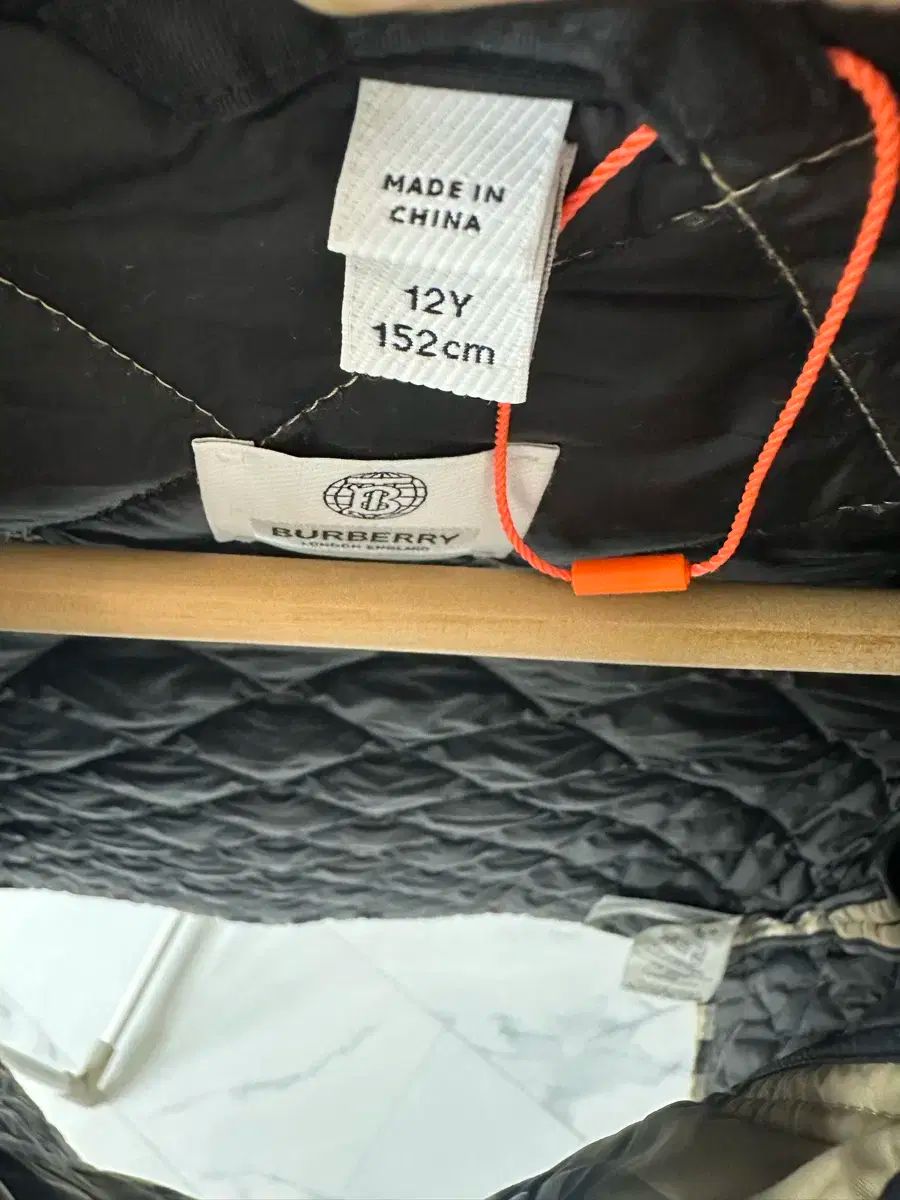 MADE IN
CHINA
12Y
152cm
B
BURBERRY
LONDON ENGLAND